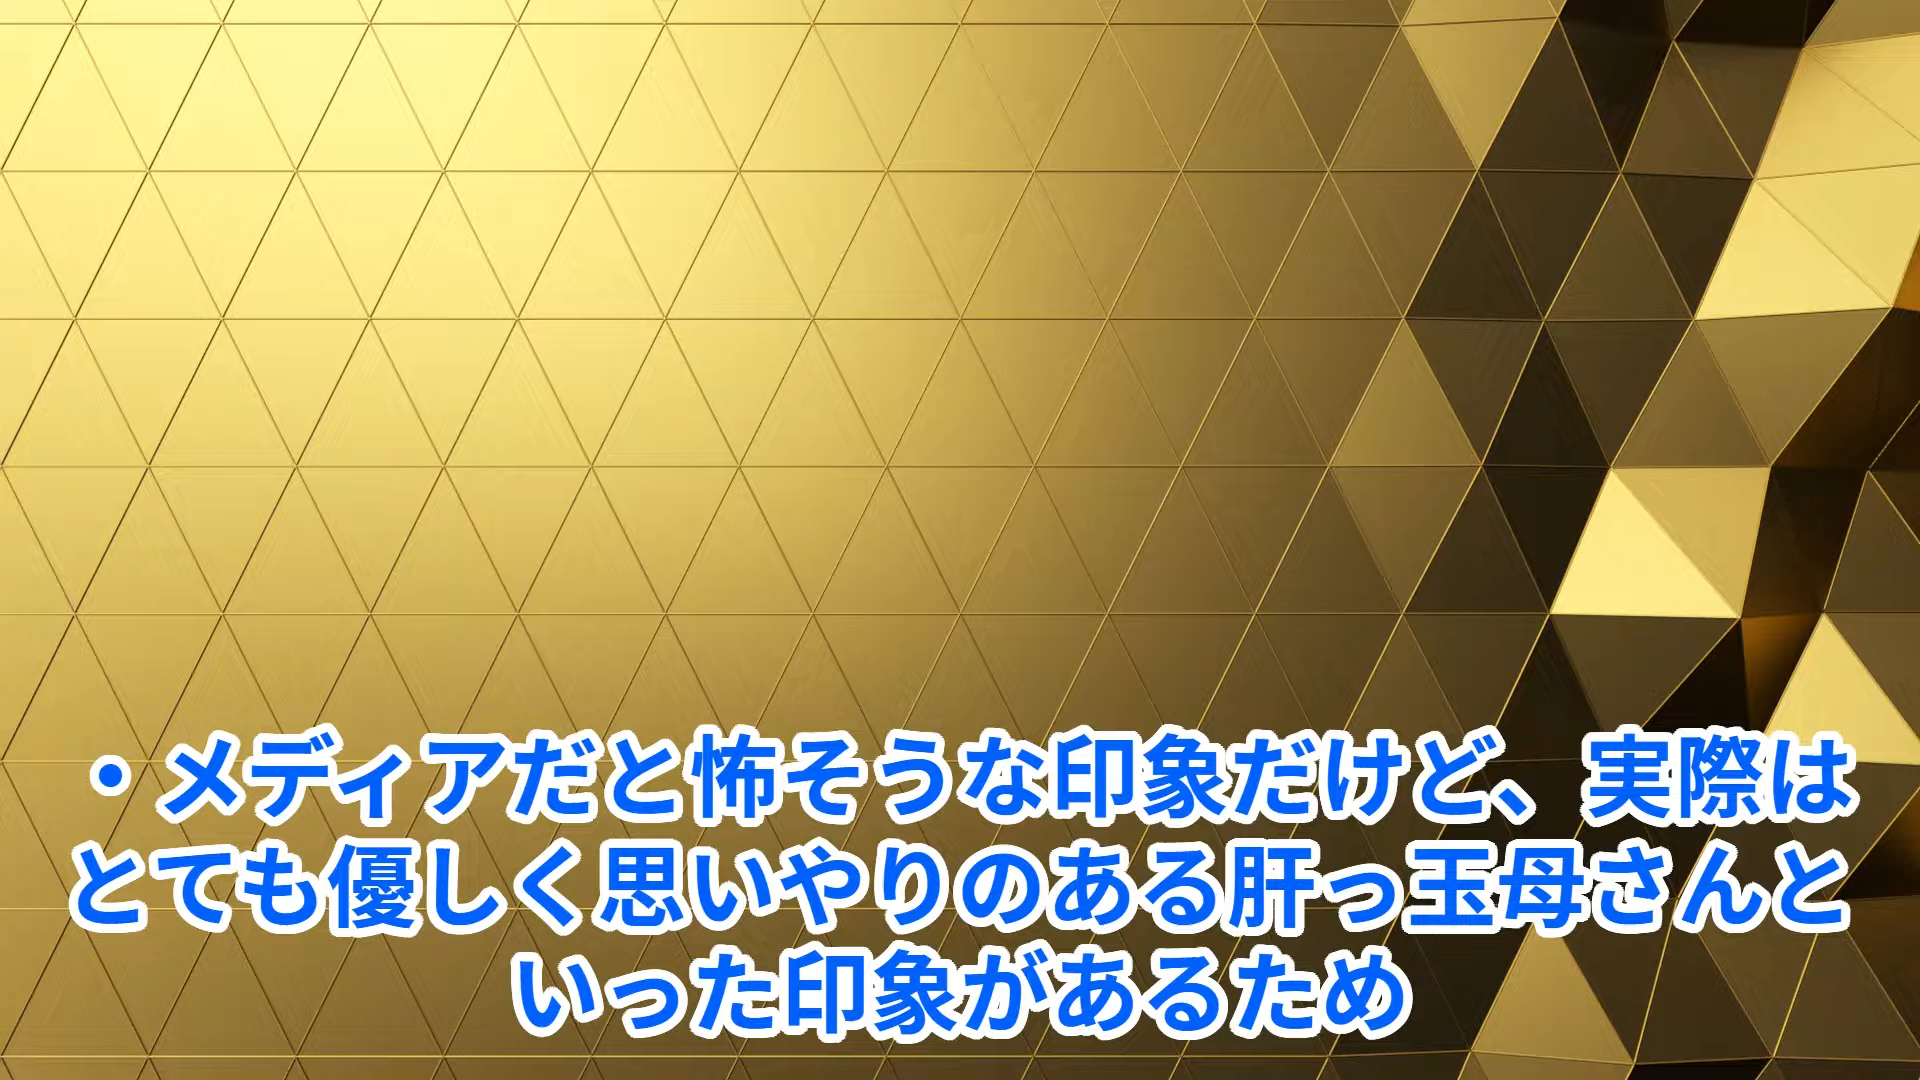 ・メディアだと怖そうな印象だけど、実際は
とても優しく思いやりのある肝っ玉母さんと
いった印象があるため